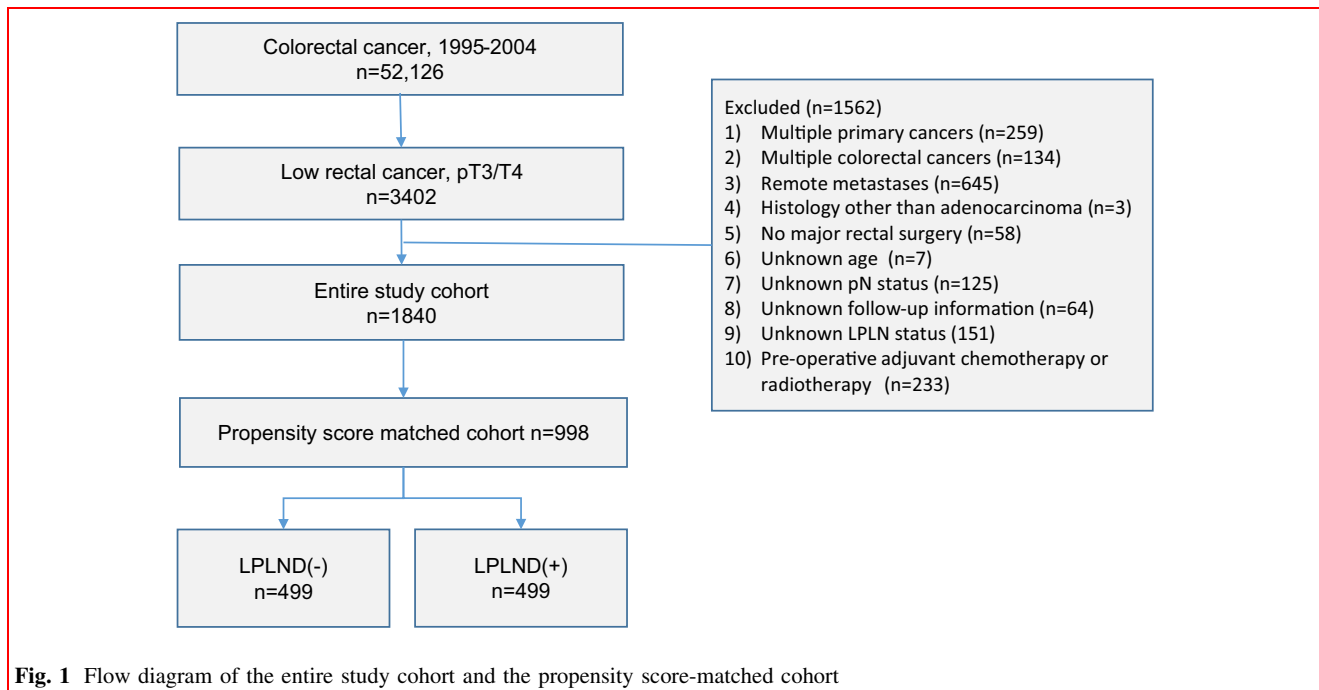 Colorectal cancer, 1995-2004
n=52,126
Low rectal cancer, pT3/T4
n=3402
Excluded (n=1562)
1) Multiple primary cancers (n=259)
2) Multiple colorectal cancers (n=134)
3) Remote metastases (n=645)
4) Histology other than adenocarcinoma (n=3)
5) No major rectal surgery (n=58)
6) Unknown age (n=7)
7) Unknown pN status (n=125)
8) Unknown follow-up information (n=64)
9) Unknown LPLN status (151)
10) Pre-operative adjuvant chemotherapy or
radiotherapy (n=233)
Entire study cohort
n=1840
Propensity score matched cohort n=998
LPLND(-)
n=499
LPLND(+)
n=499
Fig. 1 Flow diagram of the entire study cohort and the propensity score-matched cohort